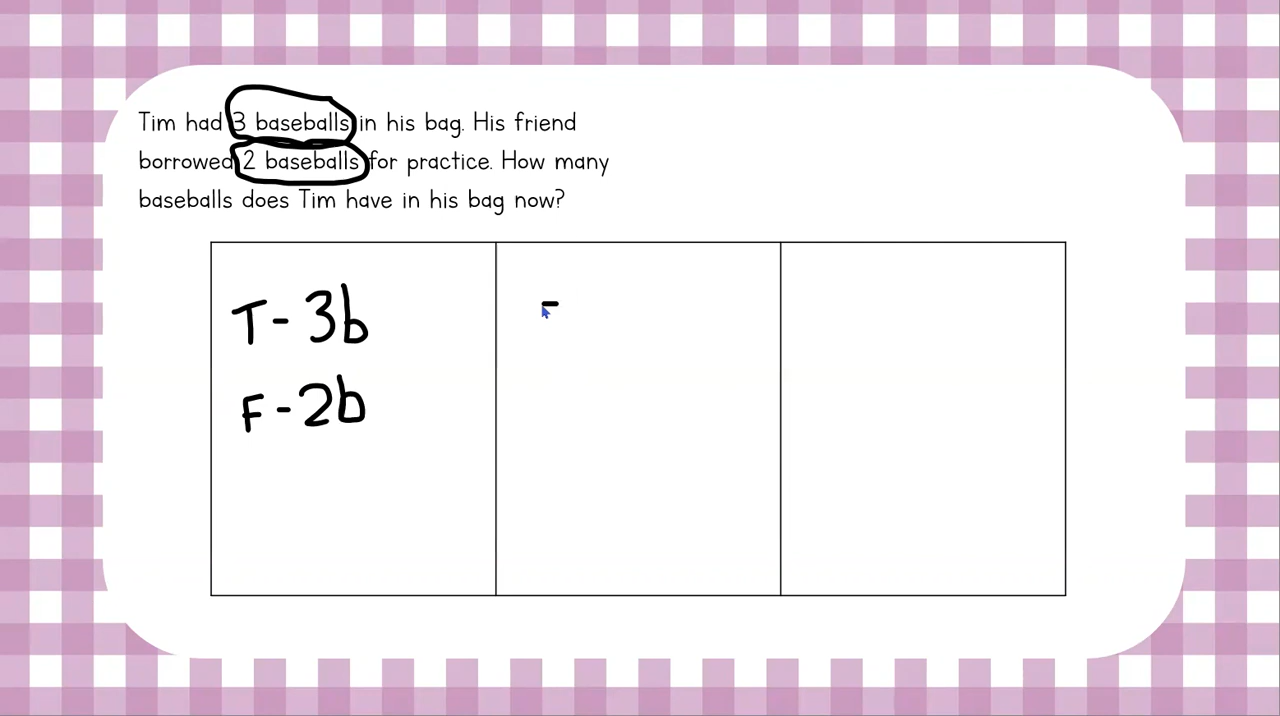 Tim had 3 baseballs in his bag. His friend
borrowed 2 baseballs for practice. How many
baseballs does Tim have in his bag now?
T - 3b
F - 2b